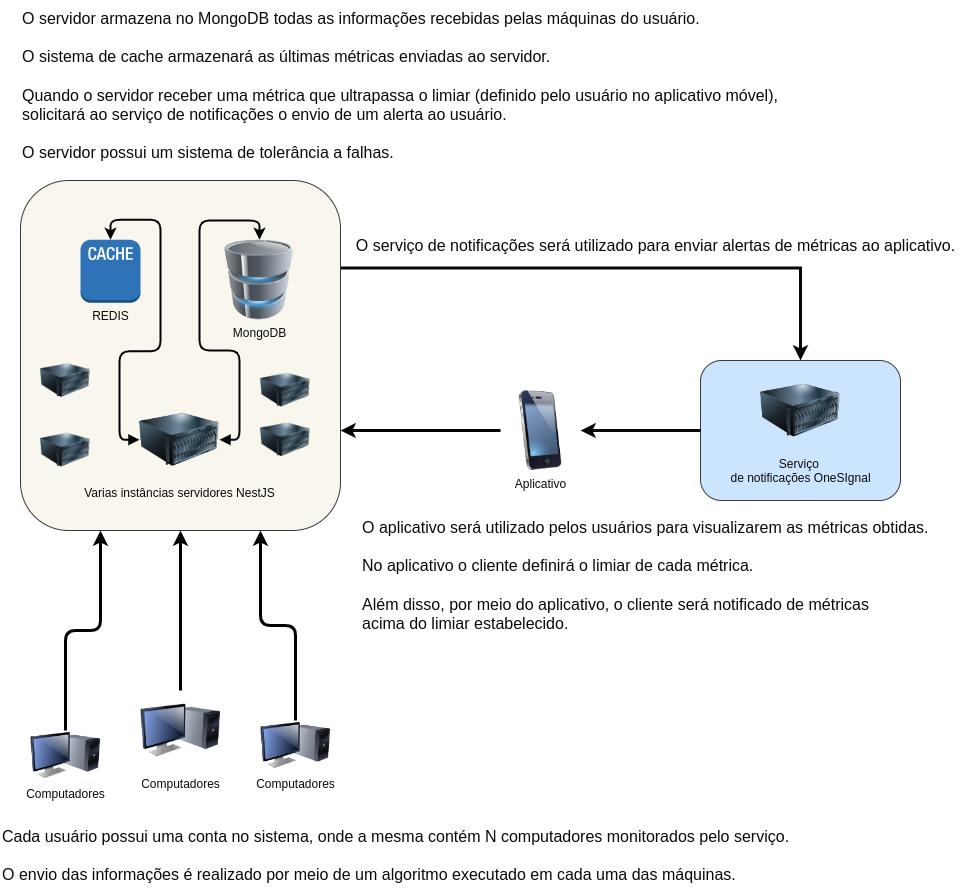 O servidor armazena no MongoDB todas as informações recebidas pelas máquinas do usuário.
O sistema de cache armazenará as últimas métricas enviadas ao servidor.
Quando o servidor receber uma métrica que ultrapassa o limiar (definido pelo usuário no aplicativo móvel),
solicitará ao serviço de notificações o envio de um alerta ao usuário.
O servidor possui um sistema de tolerância a falhas.
O serviço de notificações será utilizado para enviar alertas de métricas ao aplicativo.
CACHE
REDIS
MongoDB
Varias instâncias servidores NestJS
Aplicativo
Serviço
de notificações OneSIgnal
O aplicativo será utilizado pelos usuários para visualizarem as métricas obtidas.
No aplicativo o cliente definirá o limiar de cada métrica.
Além disso, por meio do aplicativo, o cliente será notificado de métricas
acima do limiar estabelecido.
Computadores
Computadores
Computadores
Cada usuário possui uma conta no sistema, onde a mesma contém N computadores monitorados pelo serviço.
O envio das informações é realizado por meio de um algoritmo executado em cada uma das máquinas.